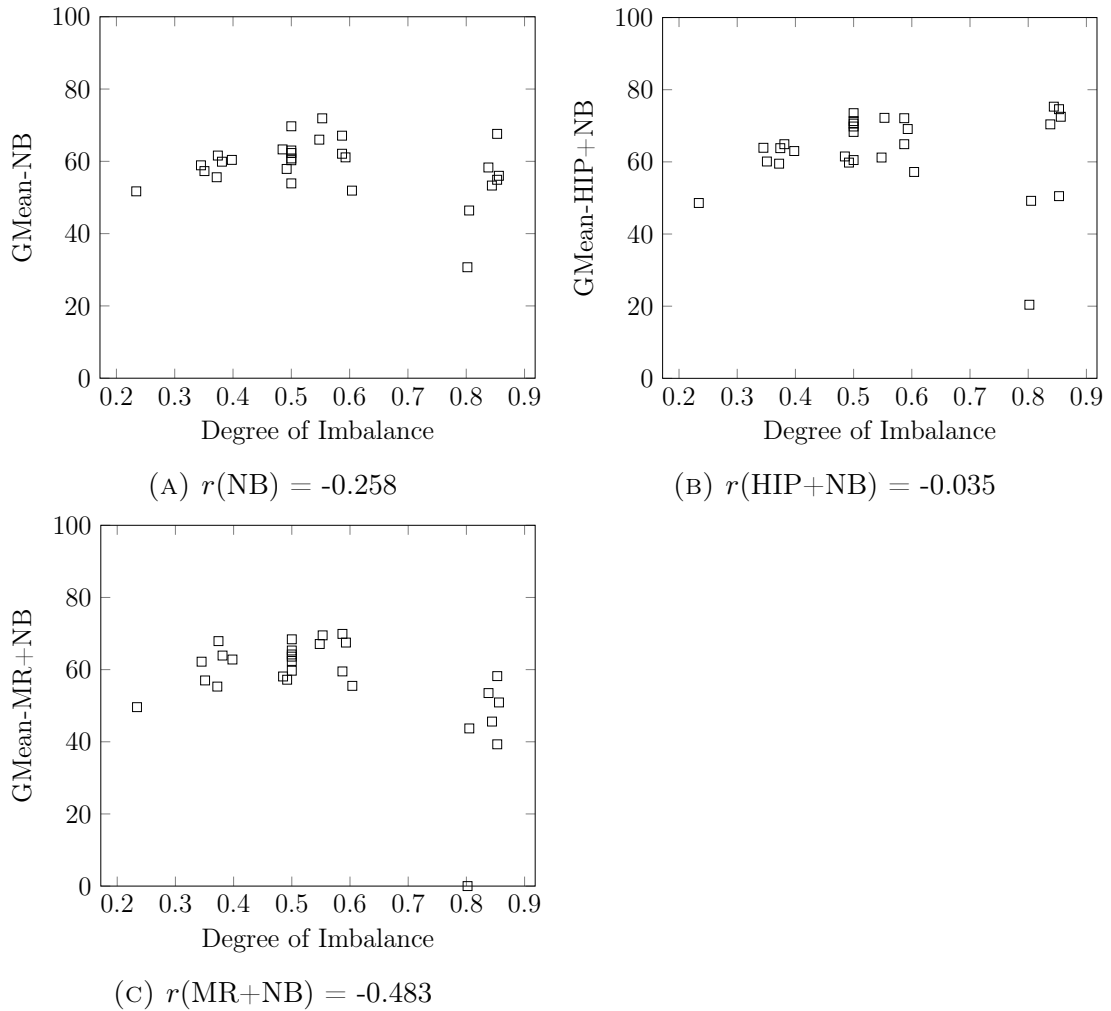 100
80
60
40
20
0
GMean-NB
0.2 0.3 0.4 0.5 0.6 0.7 0.8 0.9
Degree of Imbalance
(A) r(NB) = -0.258
100
80
60
40
20
0
GMean-HIP+NB
0.2 0.3 0.4 0.5 0.6 0.7 0.8 0.9
Degree of Imbalance
(B) r(HIP+NB) = -0.035
100
80
60
40
20
0
GMean-MR+NB
0.2 0.3 0.4 0.5 0.6 0.7 0.8 0.9
Degree of Imbalance
(C) r(MR+NB) = -0.483